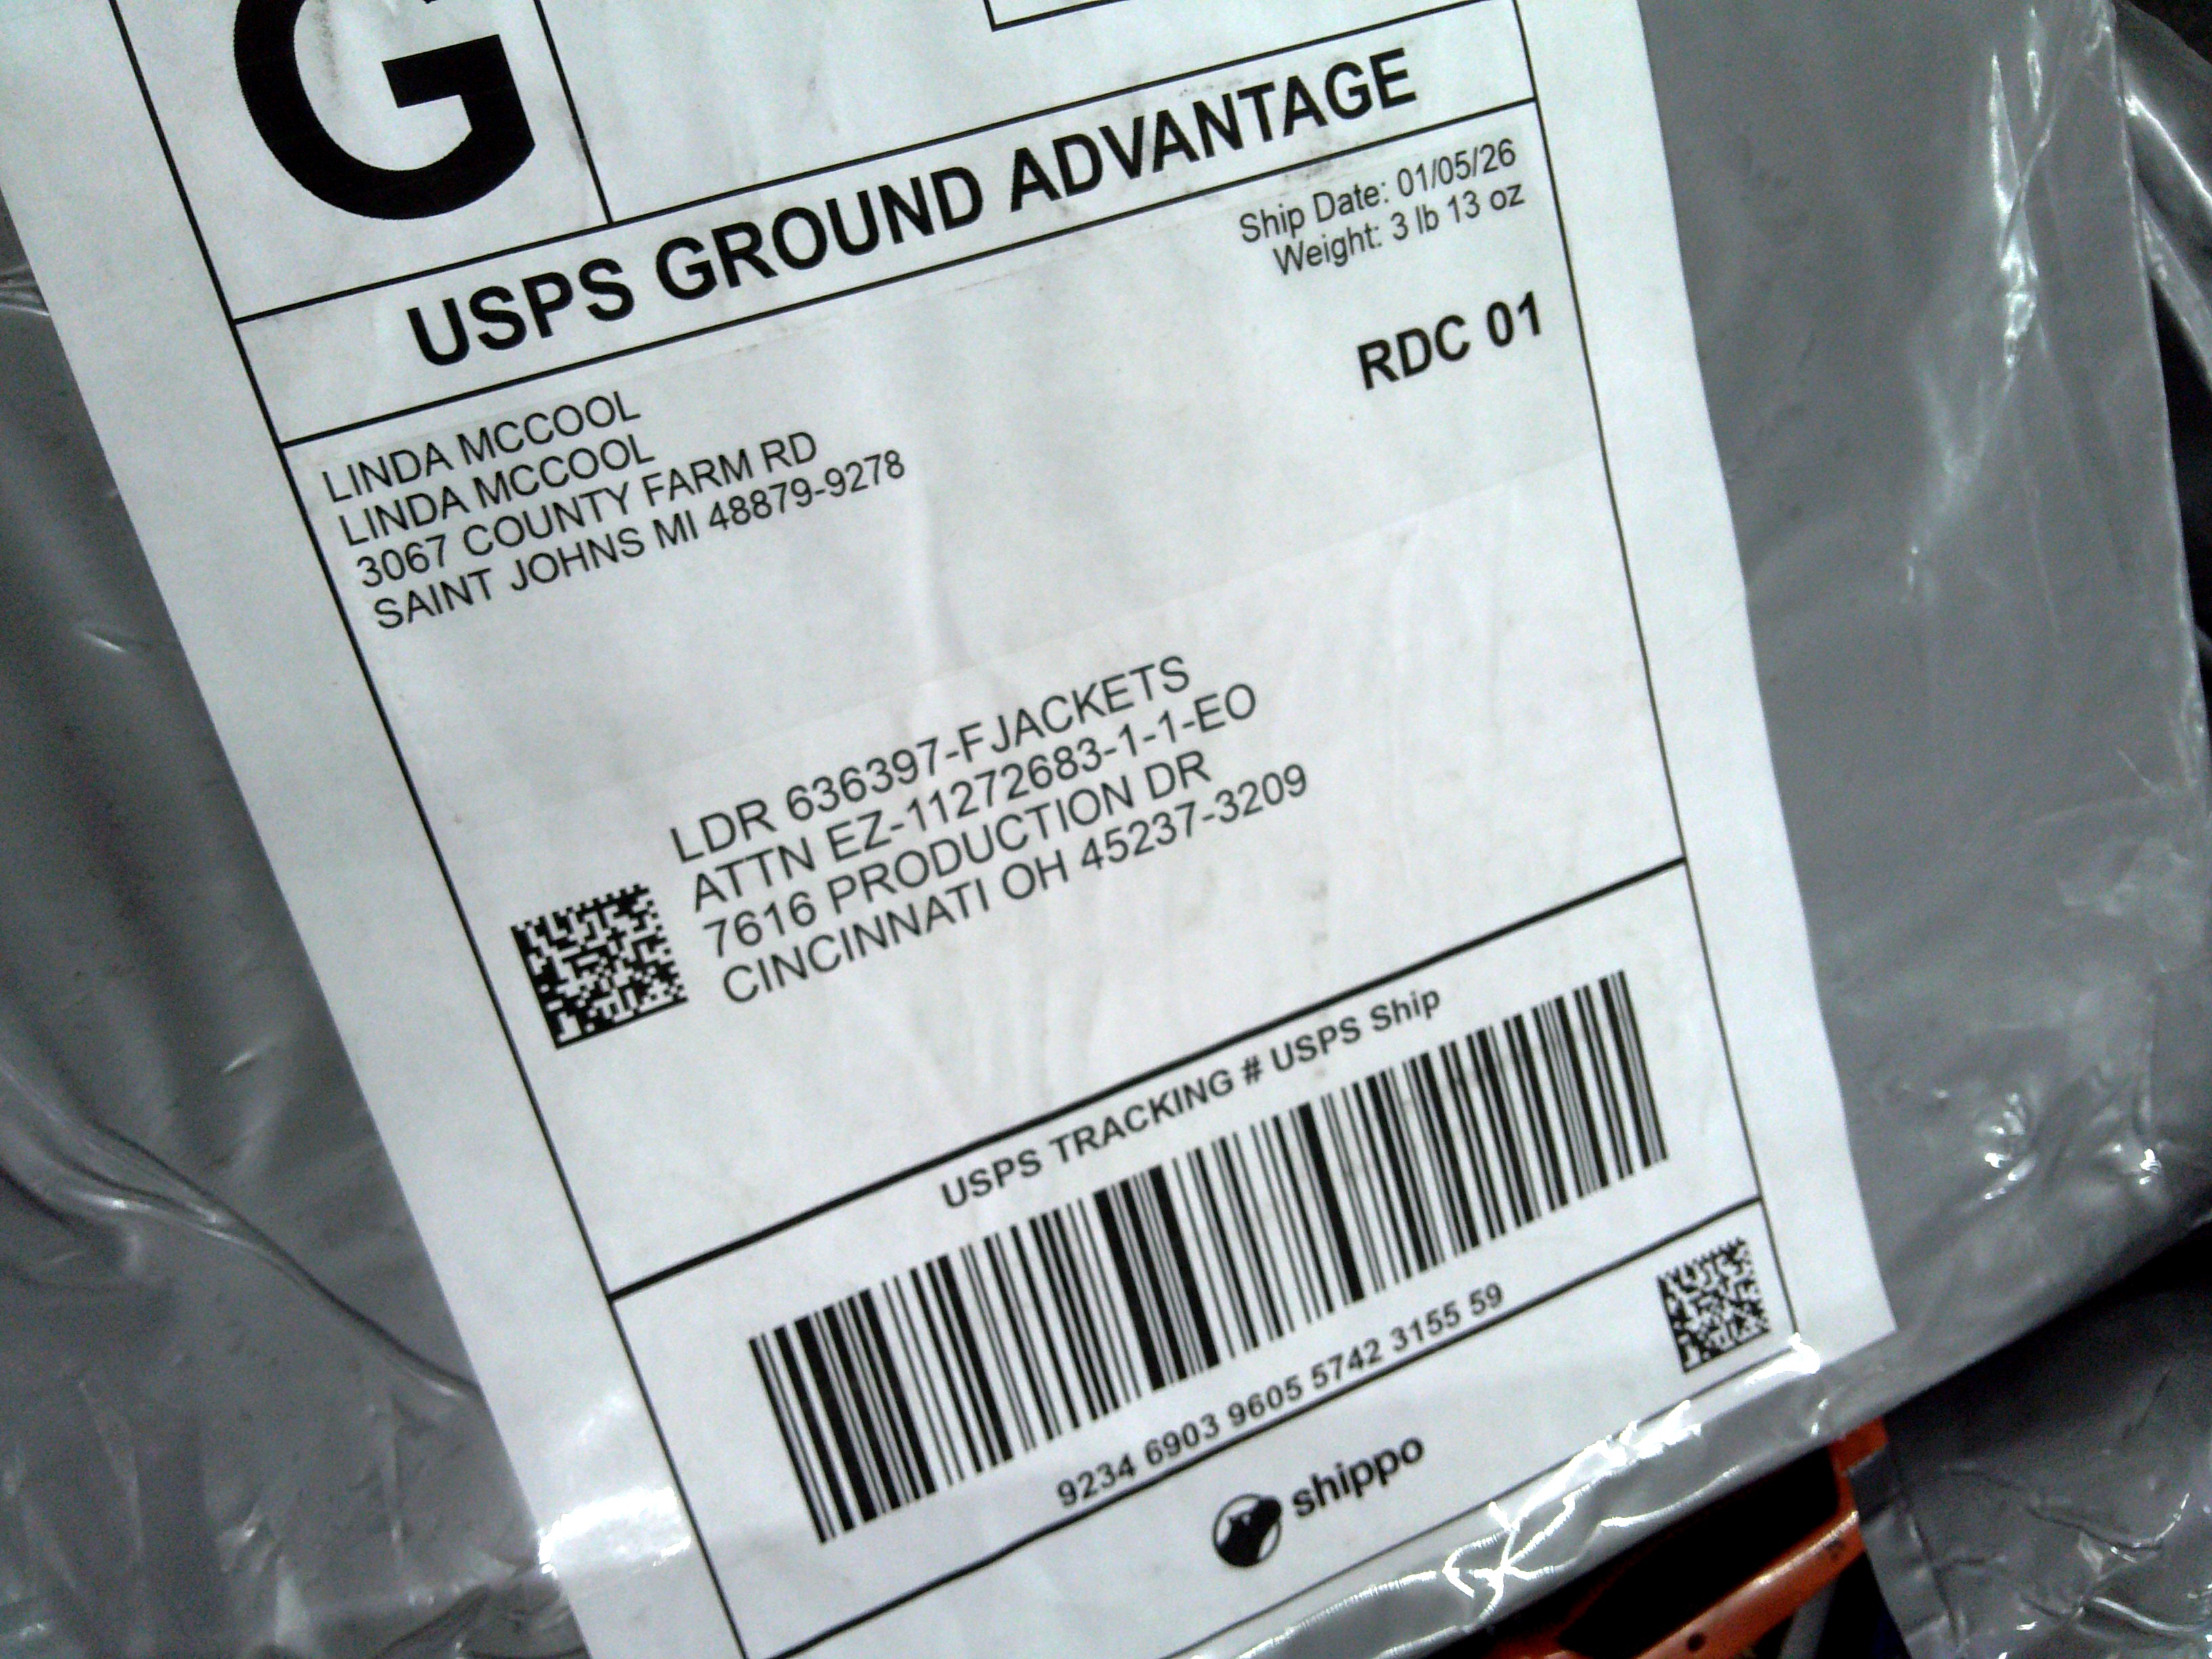 G
USPS GROUND ADVANTAGE
Ship Date: 01/05/26
Weight: 3 lb 13 oz
RDC 01
LINDA MCCOOL
LINDA MCCOOL
3067 COUNTY FARM RD
SAINT JOHNS MI 48879-9278
LDR 636397-FJACKETS
ATTN EZ-11272683-1-1-EO
7616 PRODUCTION DR
CINCINNATI OH 45237-3209
USPS TRACKING # USPS Ship
9234 6903 9605 5742 3155 59
shippo